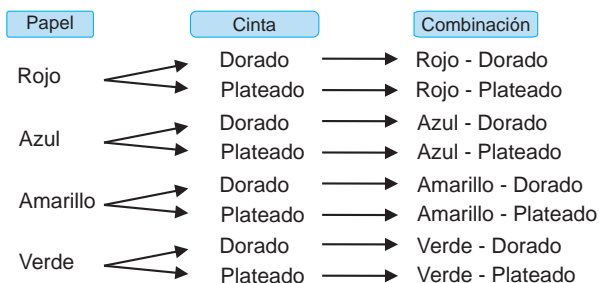 Papel Cinta Combinación
Rojo
Dorado Rojo - Dorado
Plateado Rojo - Plateado
Azul
Dorado Azul - Dorado
Plateado Azul - Plateado
Amarillo
Dorado Amarillo - Dorado
Plateado Amarillo - Plateado
Verde
Dorado Verde - Dorado
Plateado Verde - Plateado